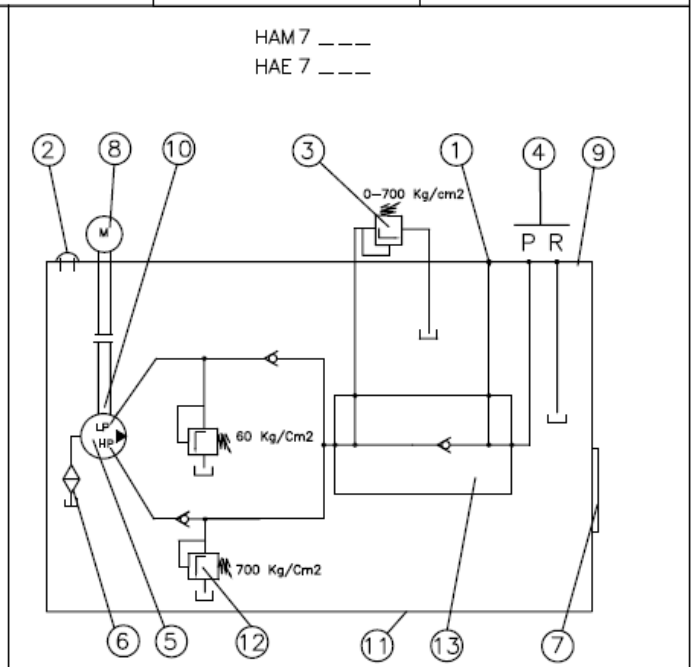 HAM 7 _ _ _
HAE 7 _ _ _
2
8
10
3
1
4
9
0-700 Kg/cm2
M
P R
LP
HP
60 Kg/Cm2
700 Kg/Cm2
6
5
12
11
13
7